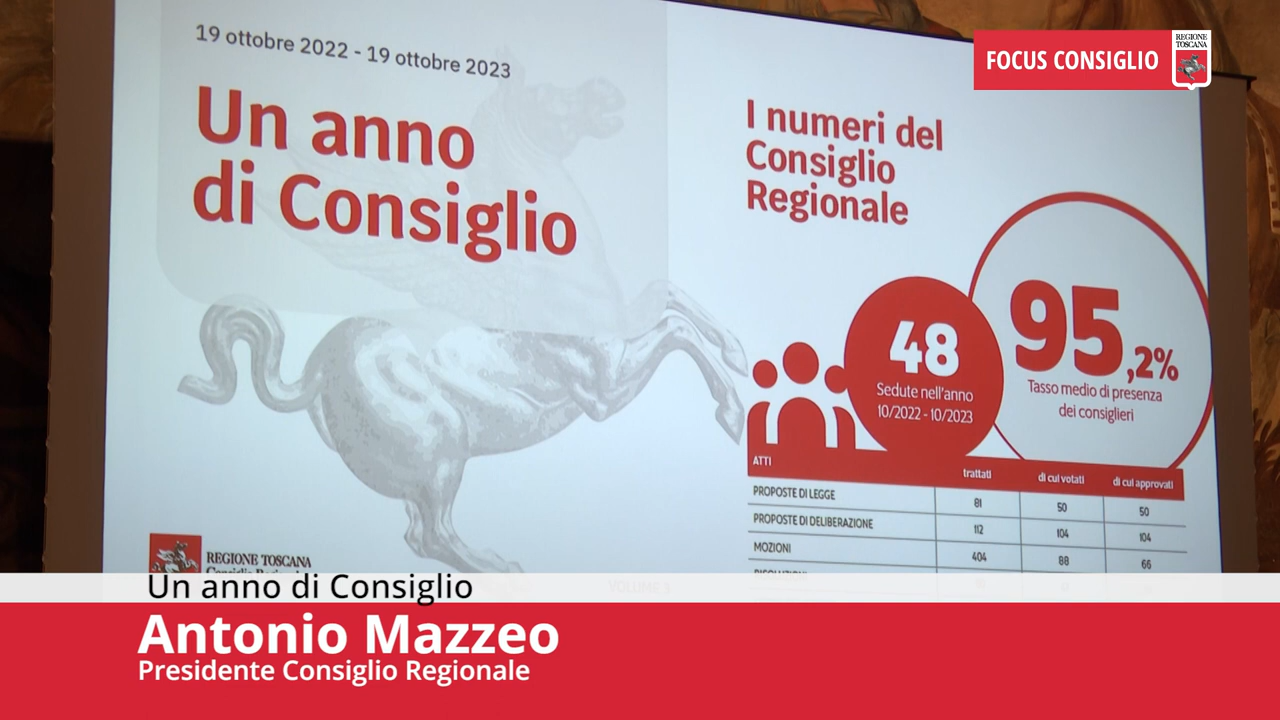 19 ottobre 2022 - 19 ottobre 2023
Un anno
di Consiglio
REGIONE TOSCANA
I numeri del
Consiglio
Regionale
48
Sedute nell'anno
10/2022 - 10/2023
95,2%
Tasso medio di presenza
dei consiglieri
ATTI trattati di cui votati di cui approvati
PROPOSTE DI LEGGE 81 50 50
PROPOSTE DI DELIBERAZIONE 112 104 104
MOZIONI 404 88 66
VOLUME 3
FOCUS CONSIGLIO
REGIONE
TOSCANA
Un anno di Consiglio
Antonio Mazzeo
Presidente Consiglio Regionale